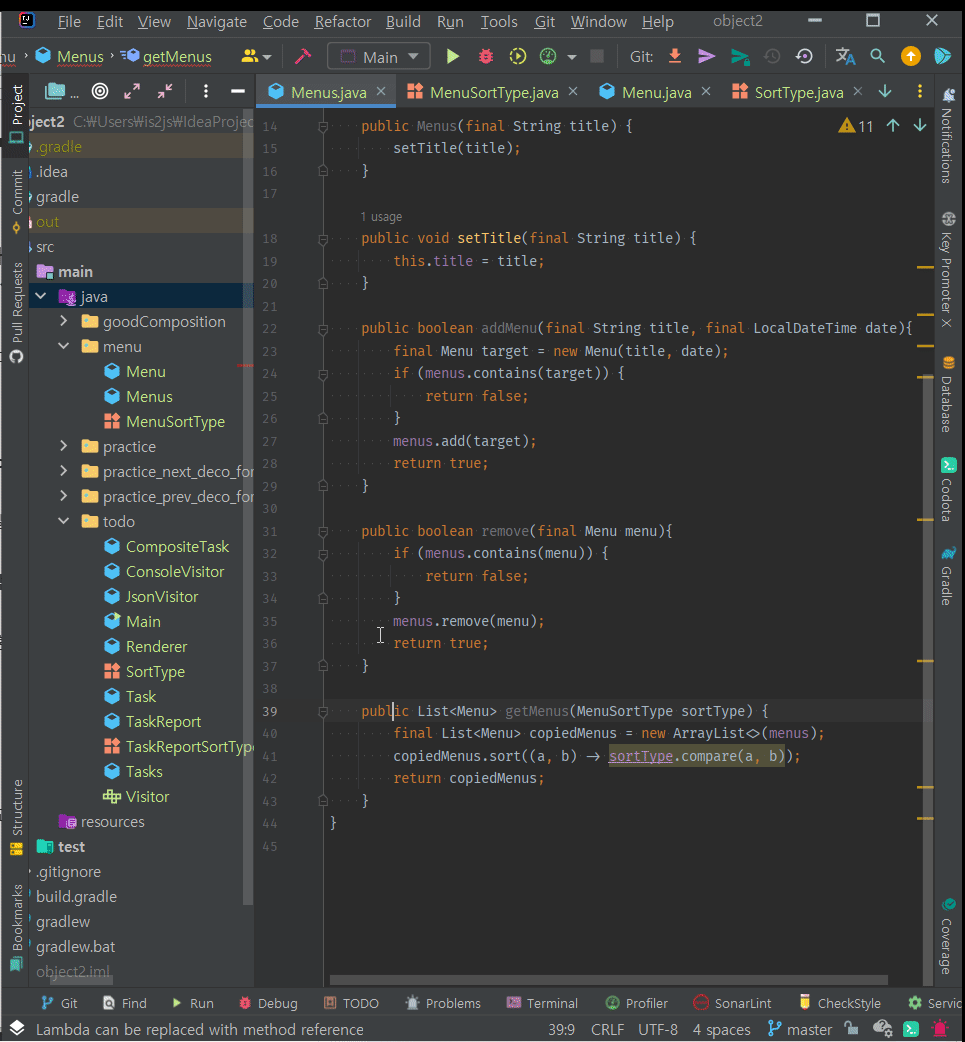 File Edit View Navigate Code Refactor Build Run Tools Git Window Help object2
nu Menus getMenus Main Git:
Project
Menus.java MenuSortType.java Menu.java SortType.java
ject2 C:₩Users₩is2js₩IdeaProjec
.gradle
.idea
gradle
out
src
main
java
goodComposition
menu
Menu
Menus
MenuSortType
practice
practice_next_deco_for
practice_prev_deco_for
todo
CompositeTask
ConsoleVisitor
JsonVisitor
Main
Renderer
SortType
Task
TaskReport
TaskReportSortType
Tasks
Visitor
resources
test
.gitignore
build.gradle
gradlew
gradlew.bat
object2.iml
Commit
Pull Requests
Structure
Bookmarks
11
14 public Menus(final String title) {
15 setTitle(title);
16 }
17
1 usage
18 public void setTitle(final String title) {
19 this.title = title;
20 }
21
22 public boolean addMenu(final String title, final LocalDateTime date){
23 final Menu target = new Menu(title, date);
24 if (menus.contains(target)) {
25 return false;
26 }
27 menus.add(target);
28 return true;
29 }
30
31 public boolean remove(final Menu menu){
32 if (menus.contains(menu)) {
33 return false;
34 }
35 menus.remove(menu);
36 return true;
37 }
38
39 public List<Menu> getMenus(MenuSortType sortType) {
40 final List<Menu> copiedMenus = new ArrayList<>(menus);
41 copiedMenus.sort((a, b) → sortType.compare(a, b));
42 return copiedMenus;
43 }
44 }
45
Notifications
Key Promoter X
Database
Codota
Gradle
Coverage
Git Find Run Debug TODO Problems Terminal Profiler SonarLint CheckStyle Servic
Lambda can be replaced with method reference 39:9 CRLF UTF-8 4 spaces master